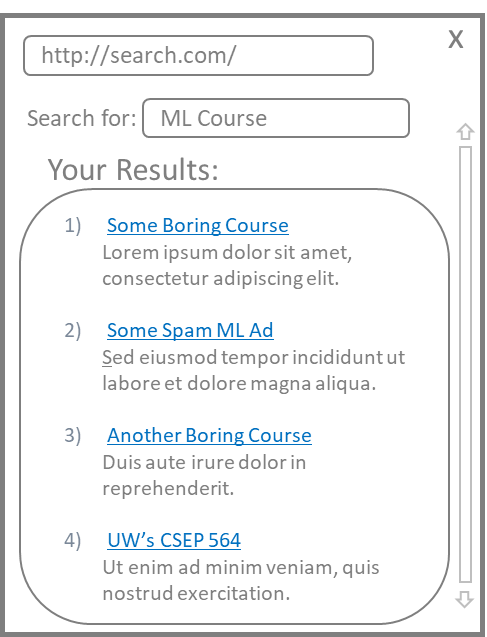 X
http://search.com/
Search for: ML Course
Your Results:
1) Some Boring Course
Lorem ipsum dolor sit amet,
consectetur adipiscing elit.
2) Some Spam ML Ad
Sed eiusmod tempor incididunt ut
labore et dolore magna aliqua.
3) Another Boring Course
Duis aute irure dolor in
reprehenderit.
4) UW’s CSEP 564
Ut enim ad minim veniam, quis
nostrud exercitation.